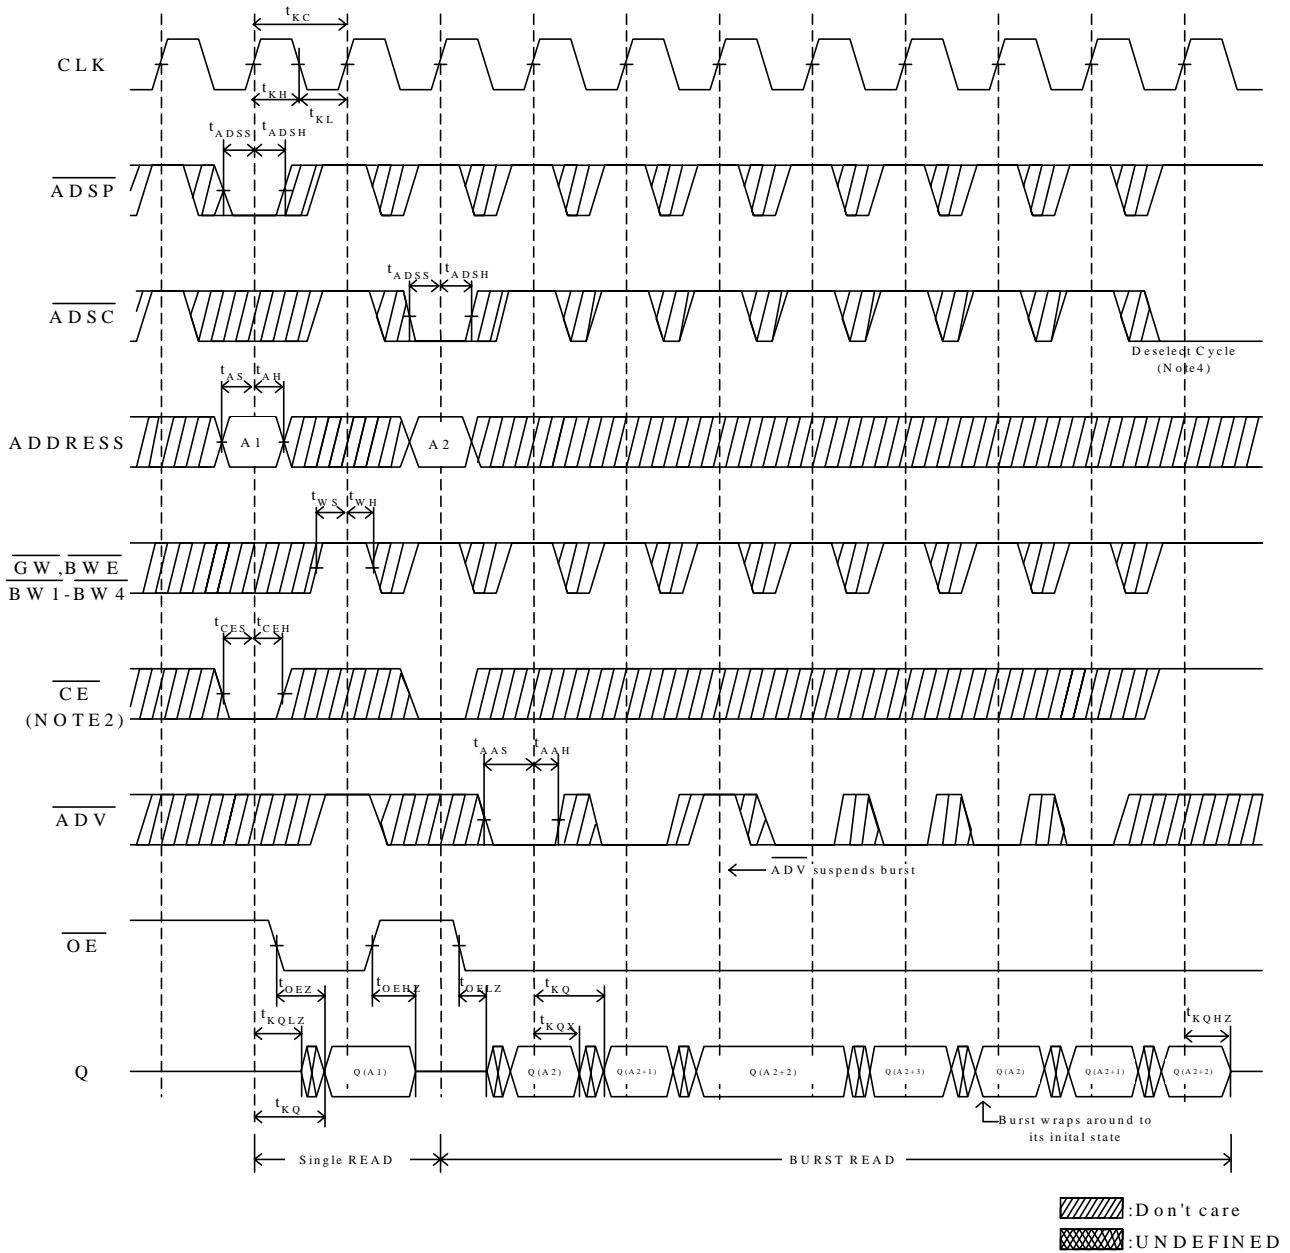 tKC
CLK
tKH
tKL
tADSS tADSH
ADSP
tADSS tADSH
ADSC
Deselect Cycle
(Note4)
tAS tAH
ADDRESS
A1
A2
tWS tWH
GW,BWE
BW1-BW4
tCES tCEH
CE
(NOTE2)
tAAS tAAH
ADV
ADV suspends burst
OE
tOEZ
tOEHZ
tOELZ
tKQ
tKQLZ
tKQX
tKQHZ
Q
Q(A1)
Q(A2)
Q(A2+1)
Q(A2+2)
Q(A2+3)
Q(A2)
Q(A2+1)
Q(A2+2)
tKQ
Burst wraps around to
its inital state
Single READ
BURST READ
:Don't care
:UNDEFINED